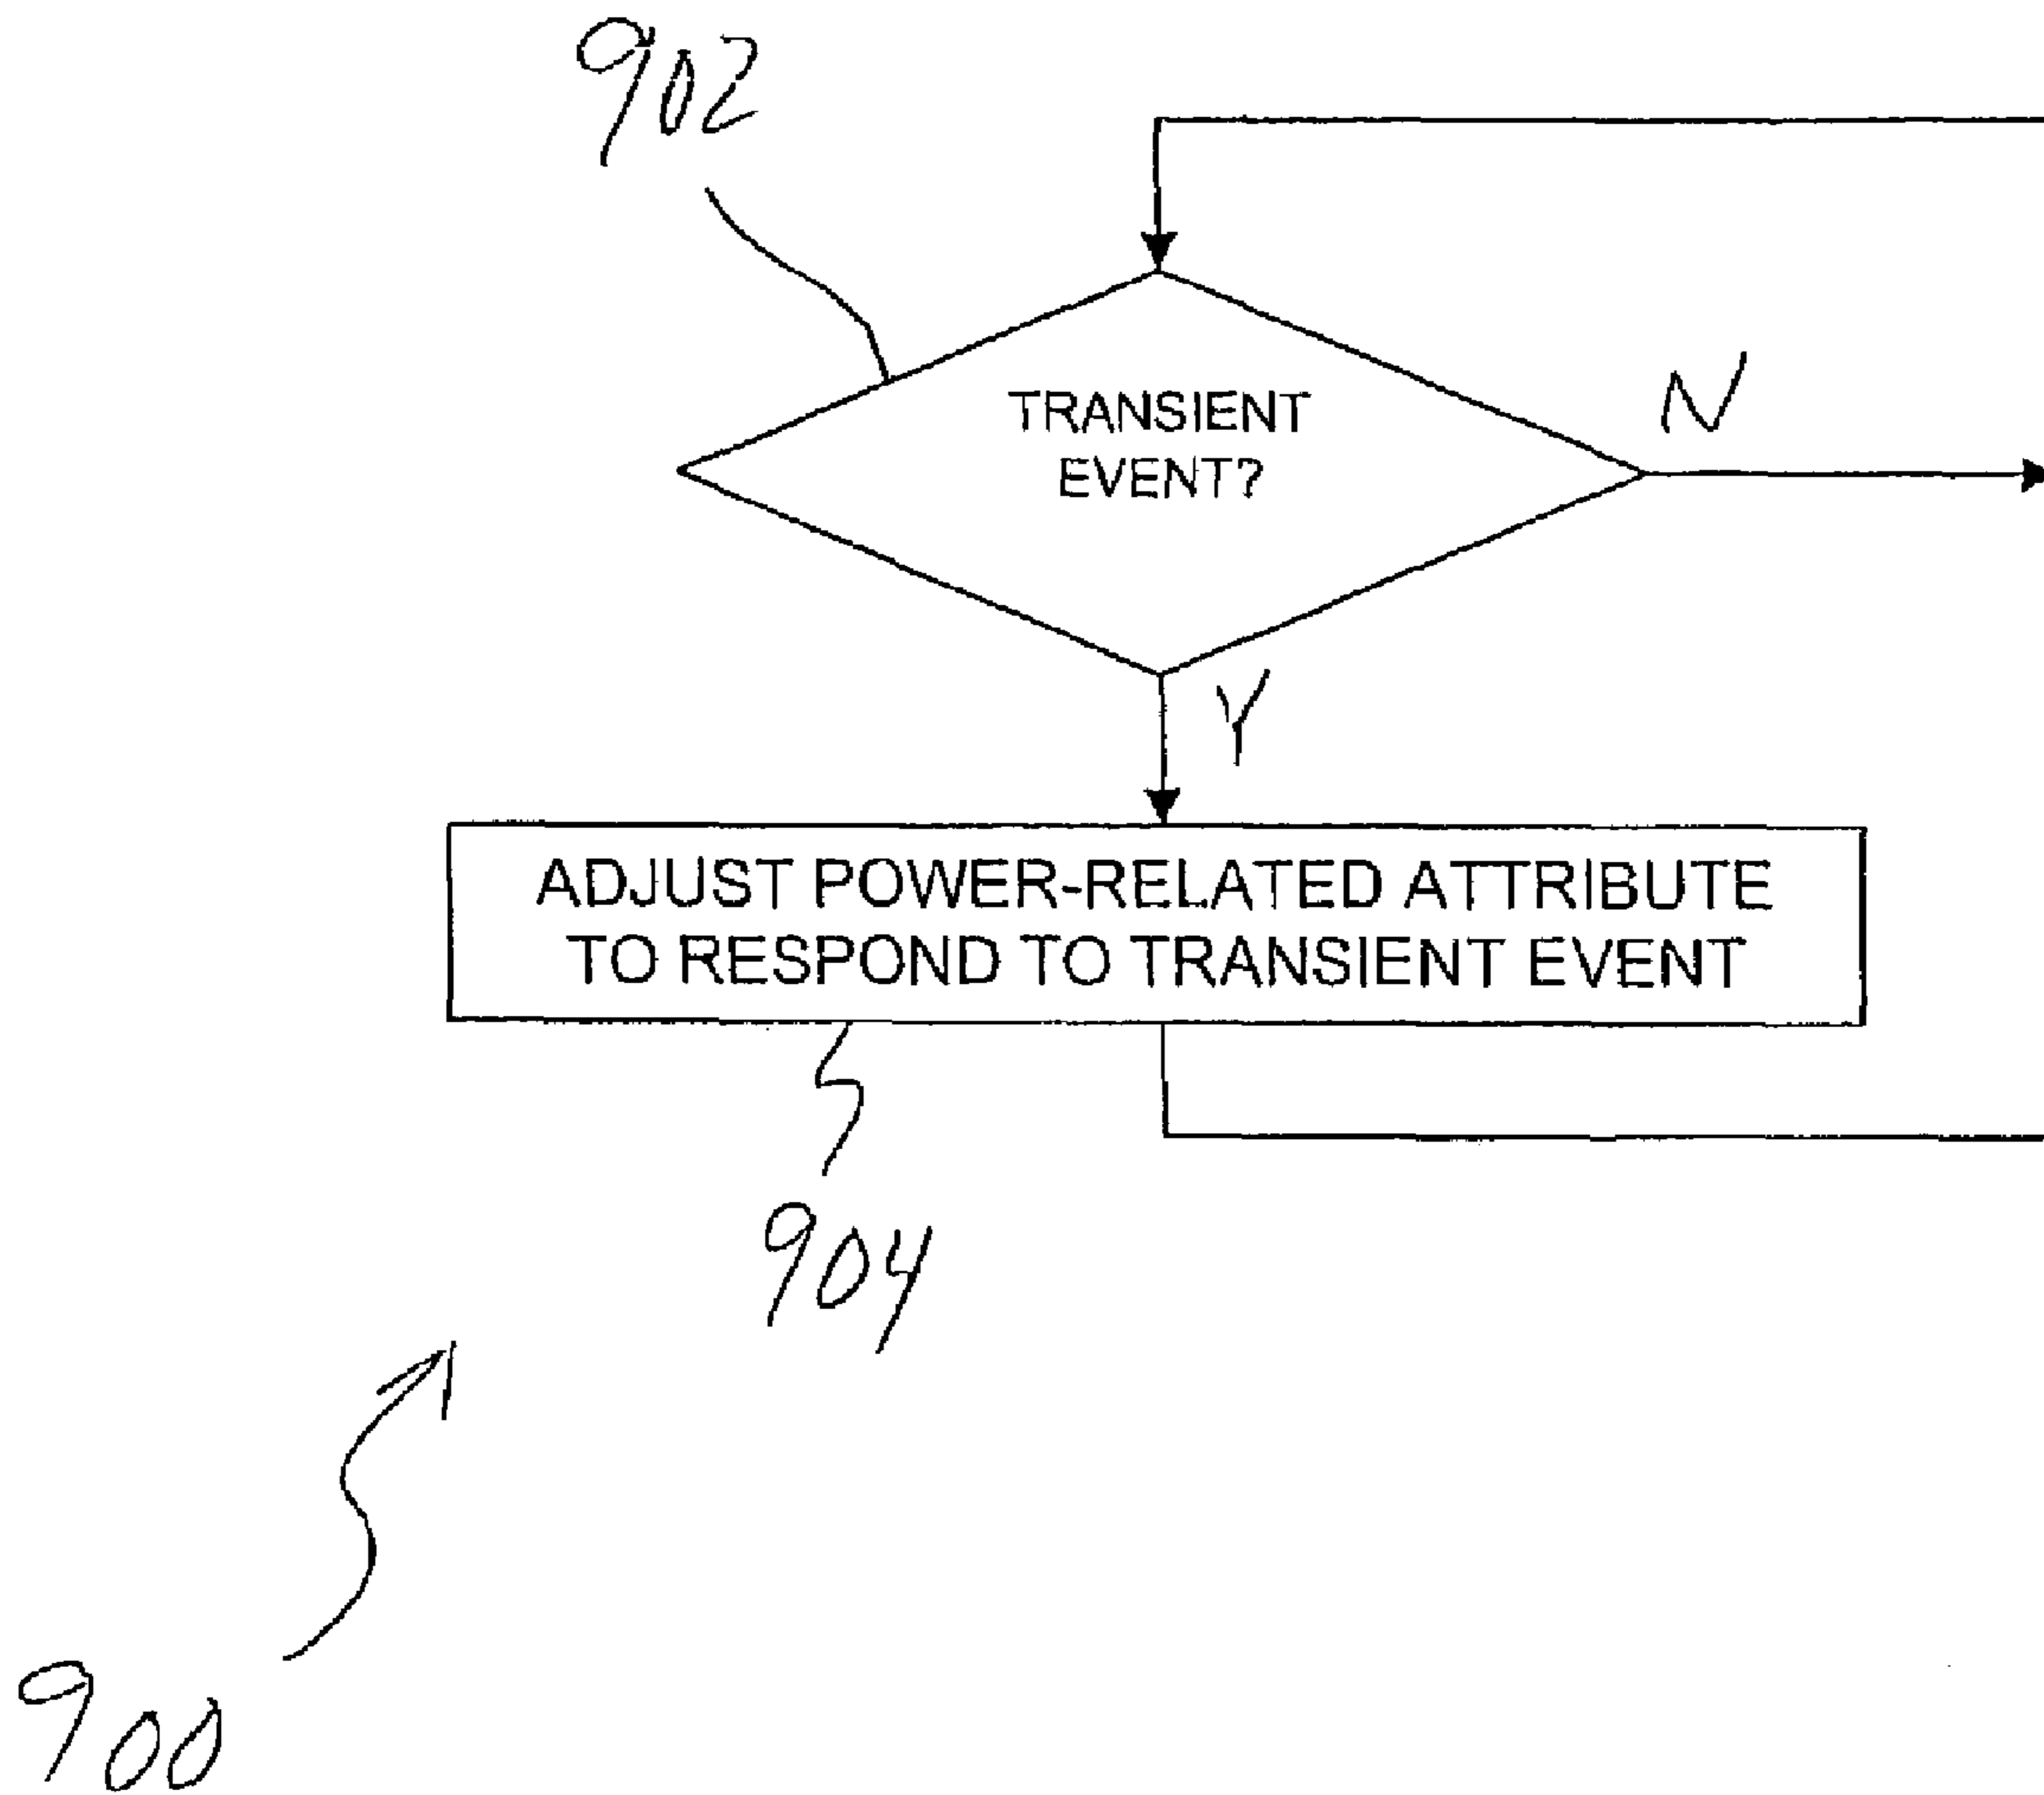 902
TRANSIENT
EVENT?
N
Y
ADJUST POWER-RELATED ATTRIBUTE
TO RESPOND TO TRANSIENT EVENT
904
900